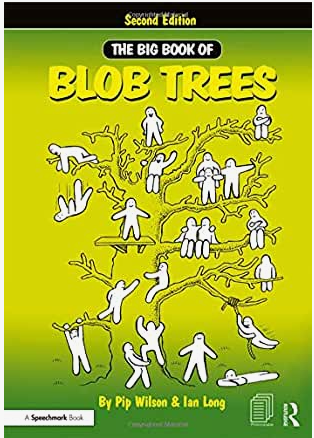 Second Edition
THE BIG BOOK OF
BLOB TREES
By Pip Wilson & Ian Long
A Speechmark Book